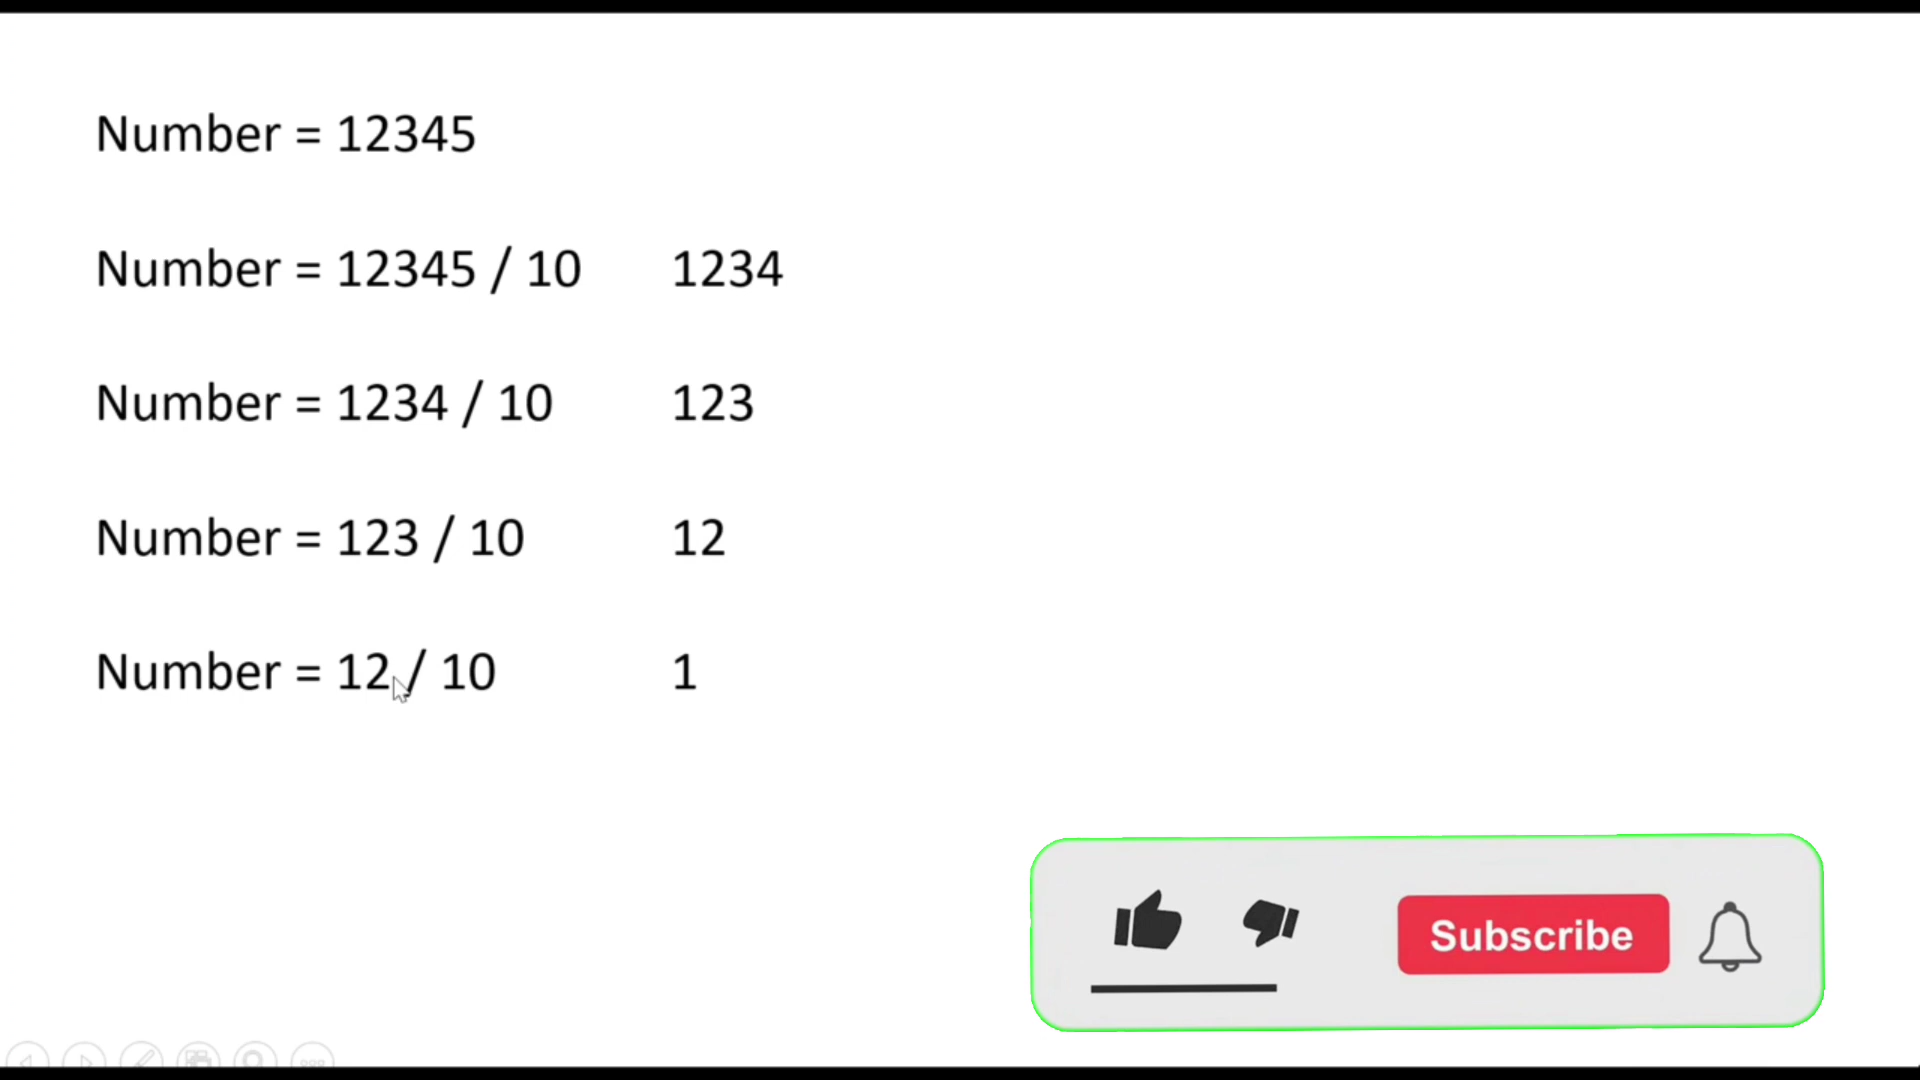 Number = 12345
Number = 12345 / 10 1234
Number = 1234 / 10 123
Number = 123 / 10 12
Number = 12 / 10 1
Subscribe